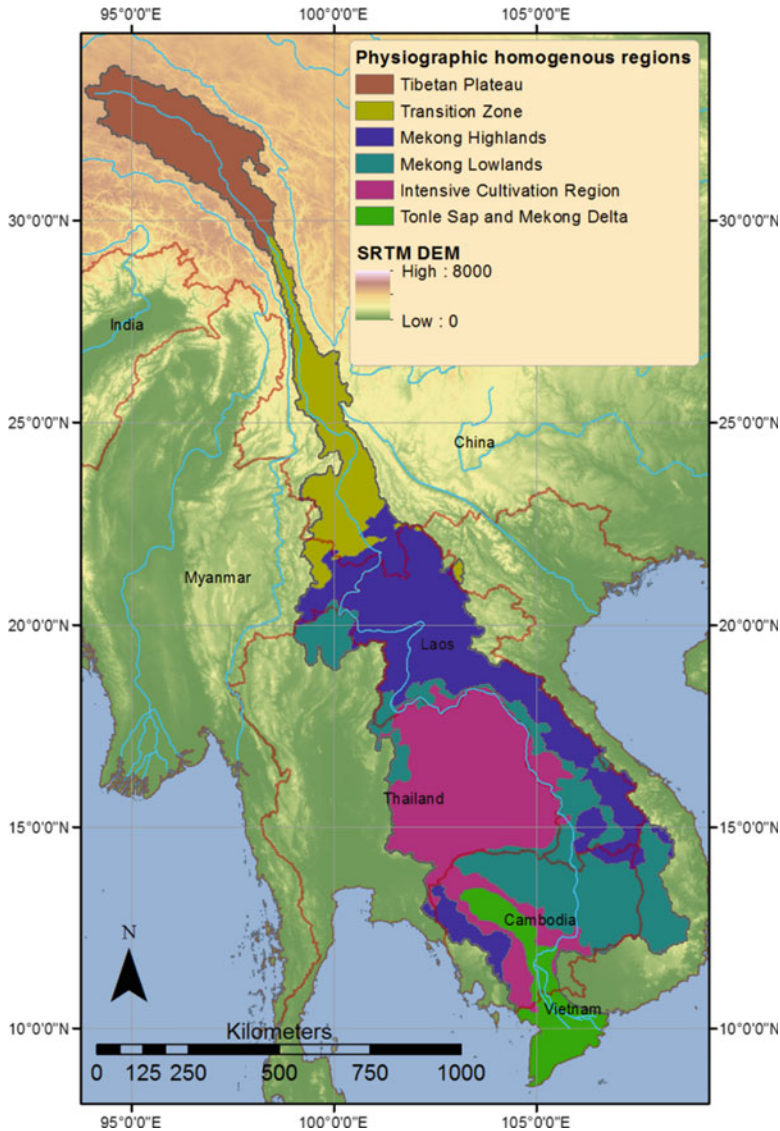 95°0'0"E 100°0'0"E 105°0'0"E
Physiographic homogenous regions
Tibetan Plateau
Transition Zone
Mekong Highlands
Mekong Lowlands
Intensive Cultivation Region
Tonle Sap and Mekong Delta
SRTM DEM
High : 8000
Low : 0
30°0'0"N 30°0'0"N
India
25°0'0"N 25°0'0"N
China
Myanmar
20°0'0"N 20°0'0"N
Laos
Thailand
15°0'0"N 15°0'0"N
Cambodia
N
Vietnam
10°0'0"N 10°0'0"N
Kilometers
0 125 250 500 750 1000
95°0'0"E 100°0'0"E 105°0'0"E